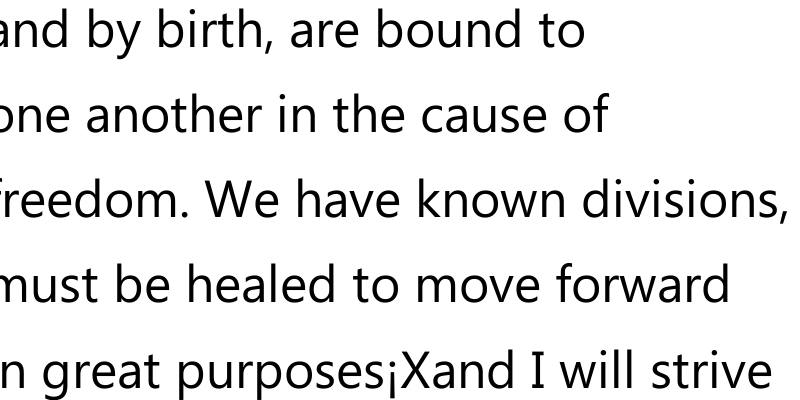 and by birth, are bound to
one another in the cause of
freedom. We have known divisions,
must be healed to move forward
in great purposes¡Xand I will strive